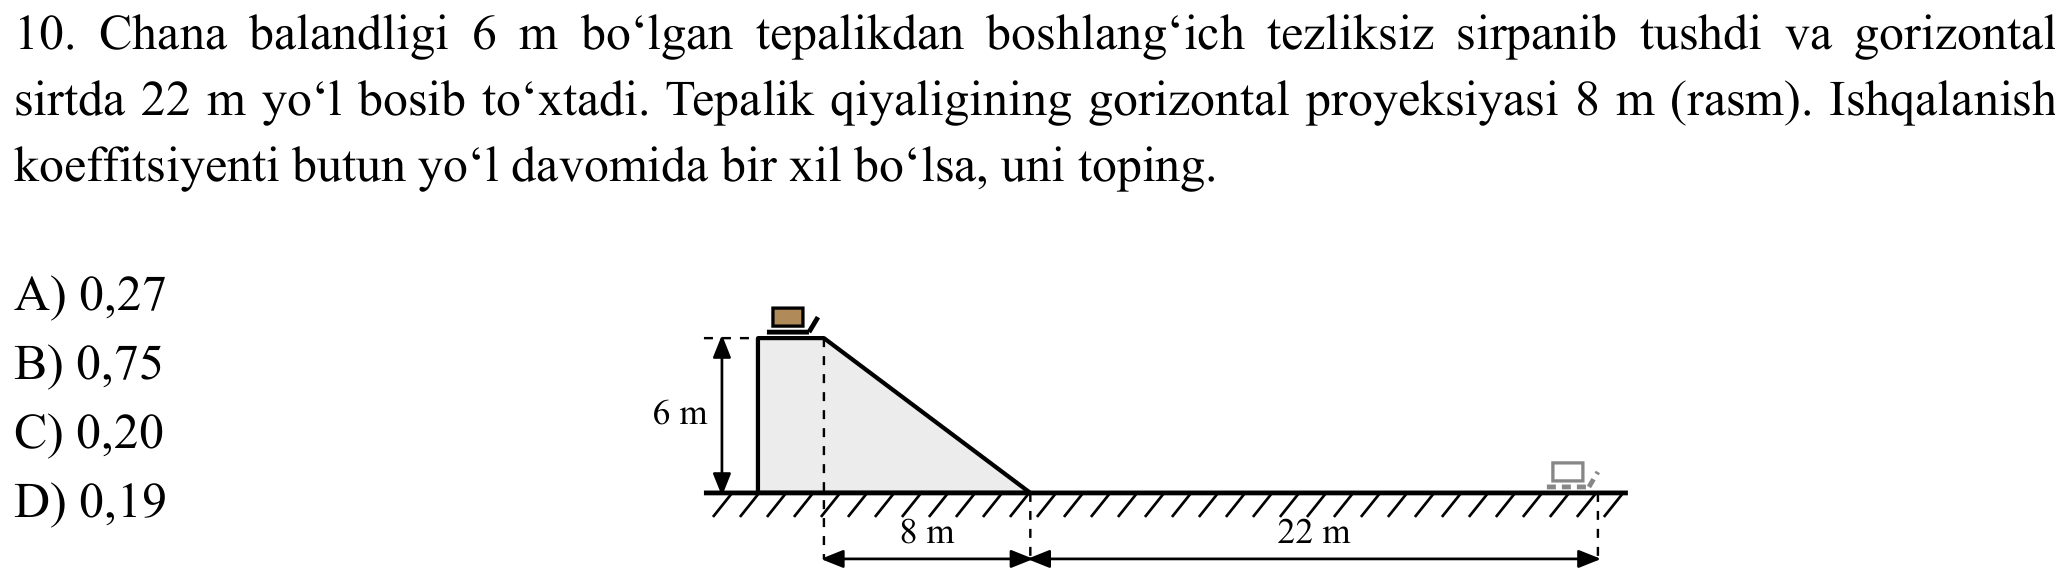 10. Chana balandligi 6 m bo‘lgan tepalikdan boshlang‘ich tezliksiz sirpanib tushdi va gorizontal
sirtda 22 m yo‘l bosib to‘xtadi. Tepalik qiyaligining gorizontal proyeksiyasi 8 m (rasm). Ishqalanish
koeffitsiyenti butun yo‘l davomida bir xil bo‘lsa, uni toping.
A) 0,27
B) 0,75
C) 0,20
D) 0,19
6 m
8 m
22 m